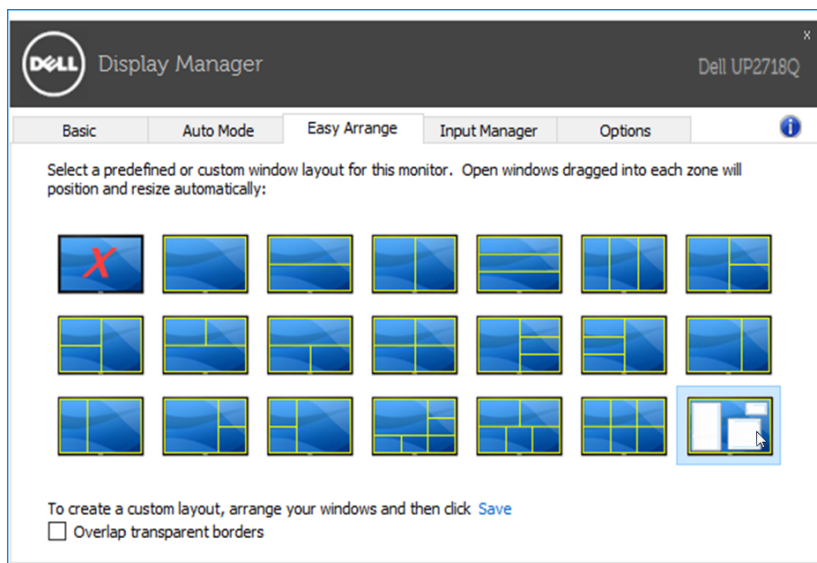 x
DELL
Display Manager
Dell UP2718Q
Basic
Auto Mode
Easy Arrange
Input Manager
Options
i
Select a predefined or custom window layout for this monitor. Open windows dragged into each zone will
position and resize automatically:
X
To create a custom layout, arrange your windows and then click Save
Overlap transparent borders